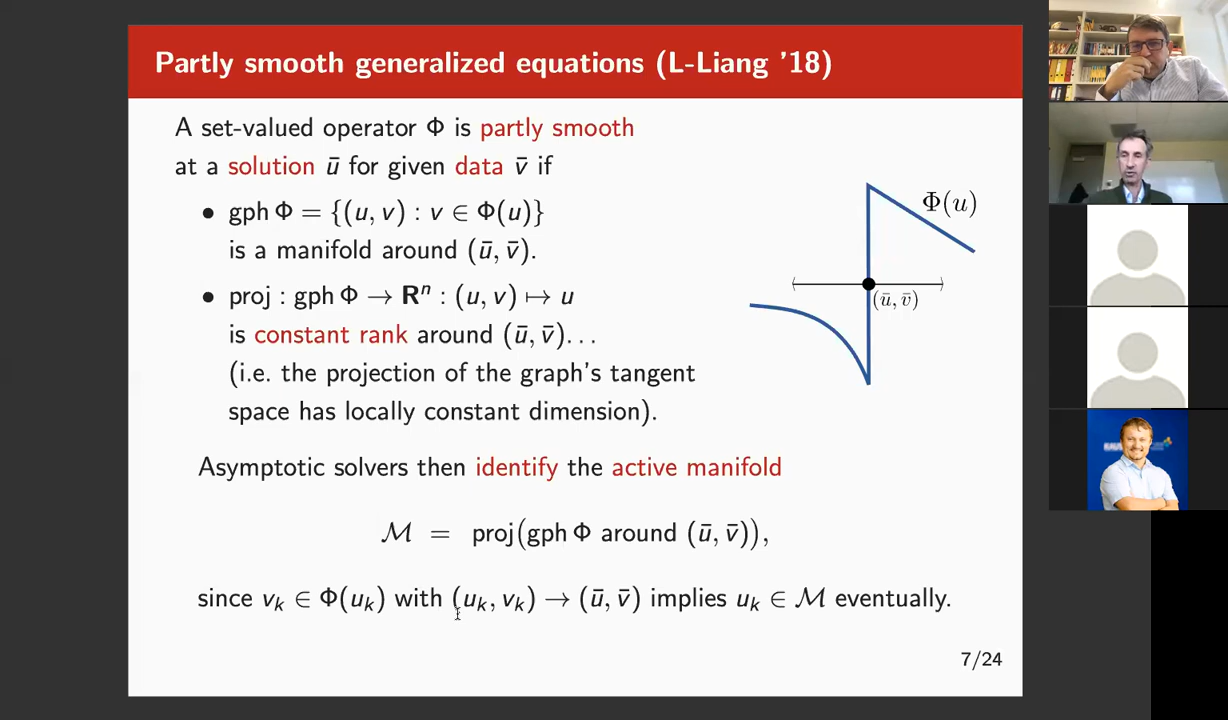 Partly smooth generalized equations (L-Liang '18)
A set-valued operator Φ is partly smooth
at a solution ū for given data v̄ if
• gph Φ = {(u, v) : v ∈ Φ(u)}
is a manifold around (ū, v̄).
• proj : gph Φ → Rⁿ : (u, v) ↦ u
is constant rank around (ū, v̄)...
(i.e. the projection of the graph's tangent
space has locally constant dimension).
Φ(u)
(ū, v̄)
Asymptotic solvers then identify the active manifold
ℳ = proj(gph Φ around (ū, v̄)),
since vₖ ∈ Φ(uₖ) with (uₖ, vₖ) → (ū, v̄) implies uₖ ∈ ℳ eventually.
7/24